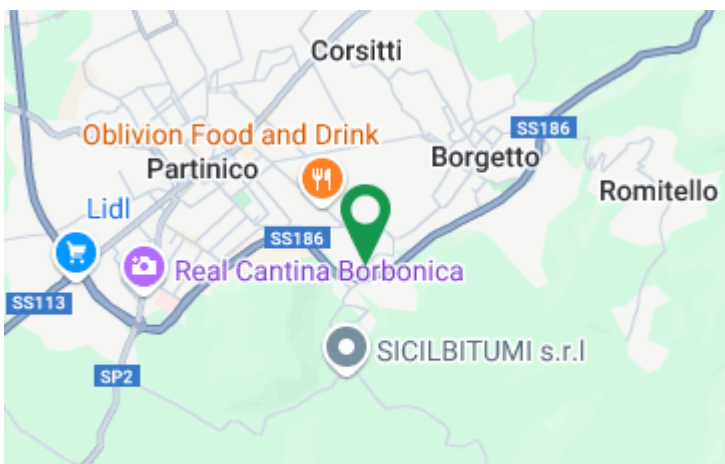 Corsitti
Oblivion Food and Drink
SS186
Partinico
Borgetto
Romitello
Lidl
SS186
Real Cantina Borbonica
SS113
SICILBITUMI s.r.l
SP2